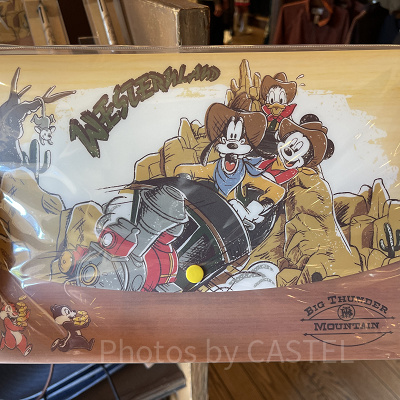 WESTERNLAND
BIG THUNDER
MOUNTAIN
Photos by CASTEL